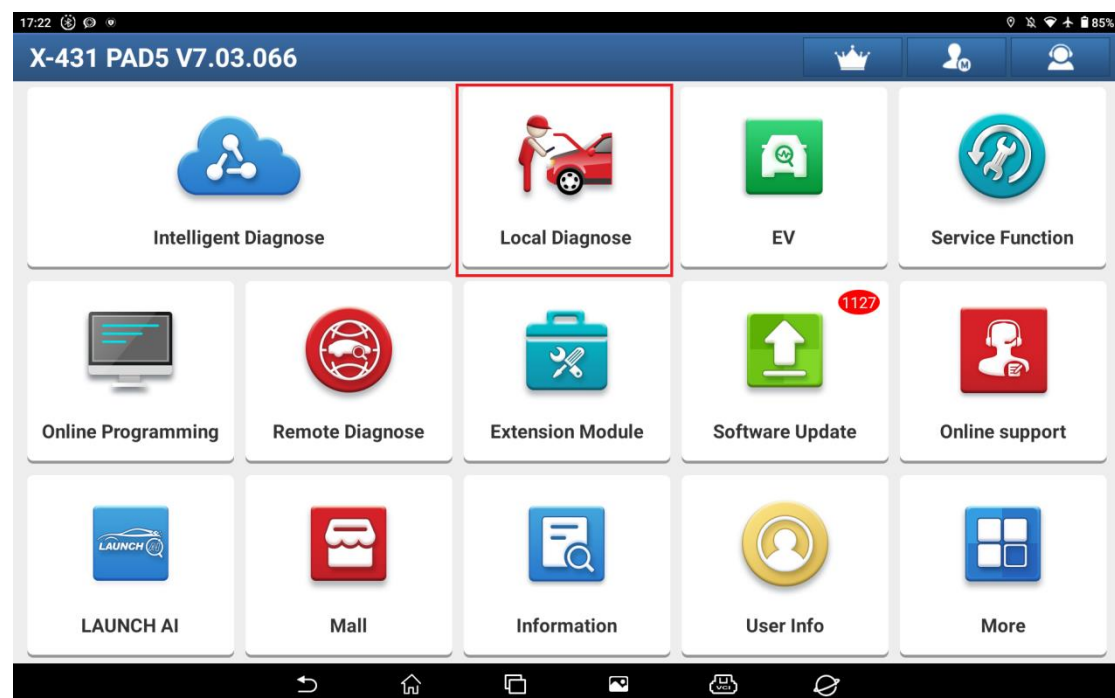 17:22
85%
X-431 PAD5 V7.03.066
M
Intelligent Diagnose
Local Diagnose
EV
Service Function
1127
Online Programming
Remote Diagnose
Extension Module
Software Update
Online support
LAUNCH
LAUNCH AI
Mall
Information
User Info
More
VCI